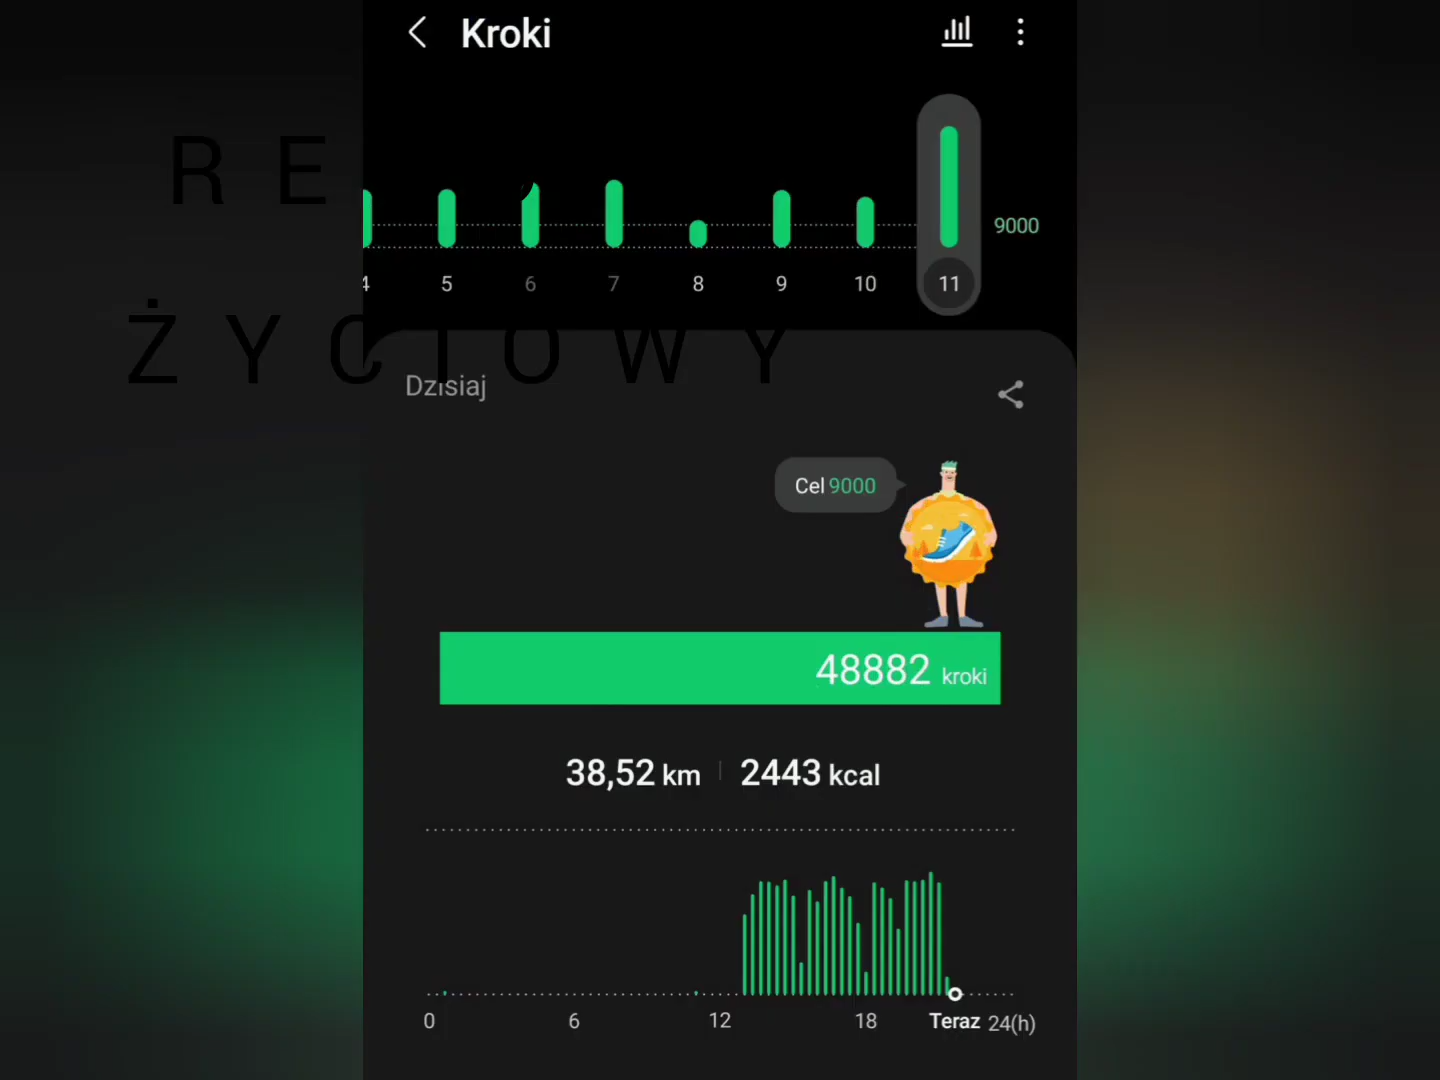 Kroki
9000
4 5 6 7 8 9 10 11
R E
Ż Y C I O W Y
Dzisiaj
Cel 9000
48882 kroki
38,52 km | 2443 kcal
0 6 12 18 Teraz 24(h)